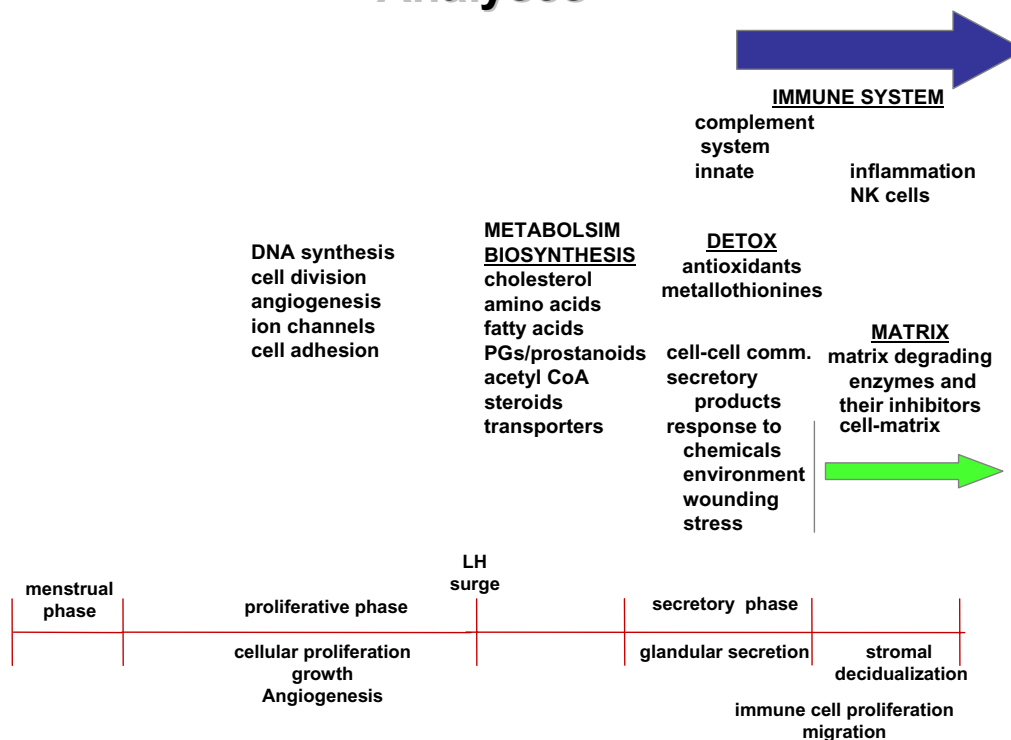 Analyses
IMMUNE SYSTEM
complement
system
innate
inflammation
NK cells
DNA synthesis
cell division
angiogenesis
ion channels
cell adhesion
METABOLSIM
BIOSYNTHESIS
cholesterol
amino acids
fatty acids
PGs/prostanoids
acetyl CoA
steroids
transporters
DETOX
antioxidants
metallothionines
cell-cell comm.
secretory
products
response to
chemicals
environment
wounding
stress
MATRIX
matrix degrading
enzymes and
their inhibitors
cell-matrix
menstrual
phase
proliferative phase
LH
surge
secretory phase
cellular proliferation
growth
Angiogenesis
glandular secretion
stromal
decidualization
immune cell proliferation
migration